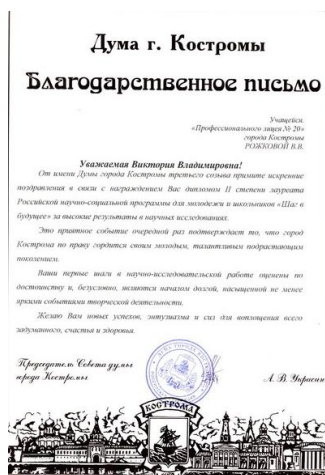 Дума г. Костромы
Благодарственное письмо
Учащейся
«Профессионального лицея № 20»
города Костромы
РОЖКОВОЙ В.В.
Уважаемая Виктория Владимировна!
От имени Думы города Костромы третьего созыва примите искренние
поздравления в связи с награждением Вас дипломом II степени лауреата
Российской научно-социальной программы для молодежи и школьников «Шаг в
будущее» за высокие результаты в научных исследованиях.
Это приятное событие очередной раз подтверждает то, что город
Кострома по праву гордится своим молодым, талантливым подрастающим
поколением.
Ваши первые шаги в научно-исследовательской работе оценены по
достоинству и, безусловно, являются началом долгой, насыщенной не менее
яркими событиями творческой деятельности.
Желаю Вам новых успехов, энтузиазма и сил для воплощения всего
задуманного, счастья и здоровья.
Председатель Совета думы
города Костромы
А. В. Украсин
КОСТРОМА